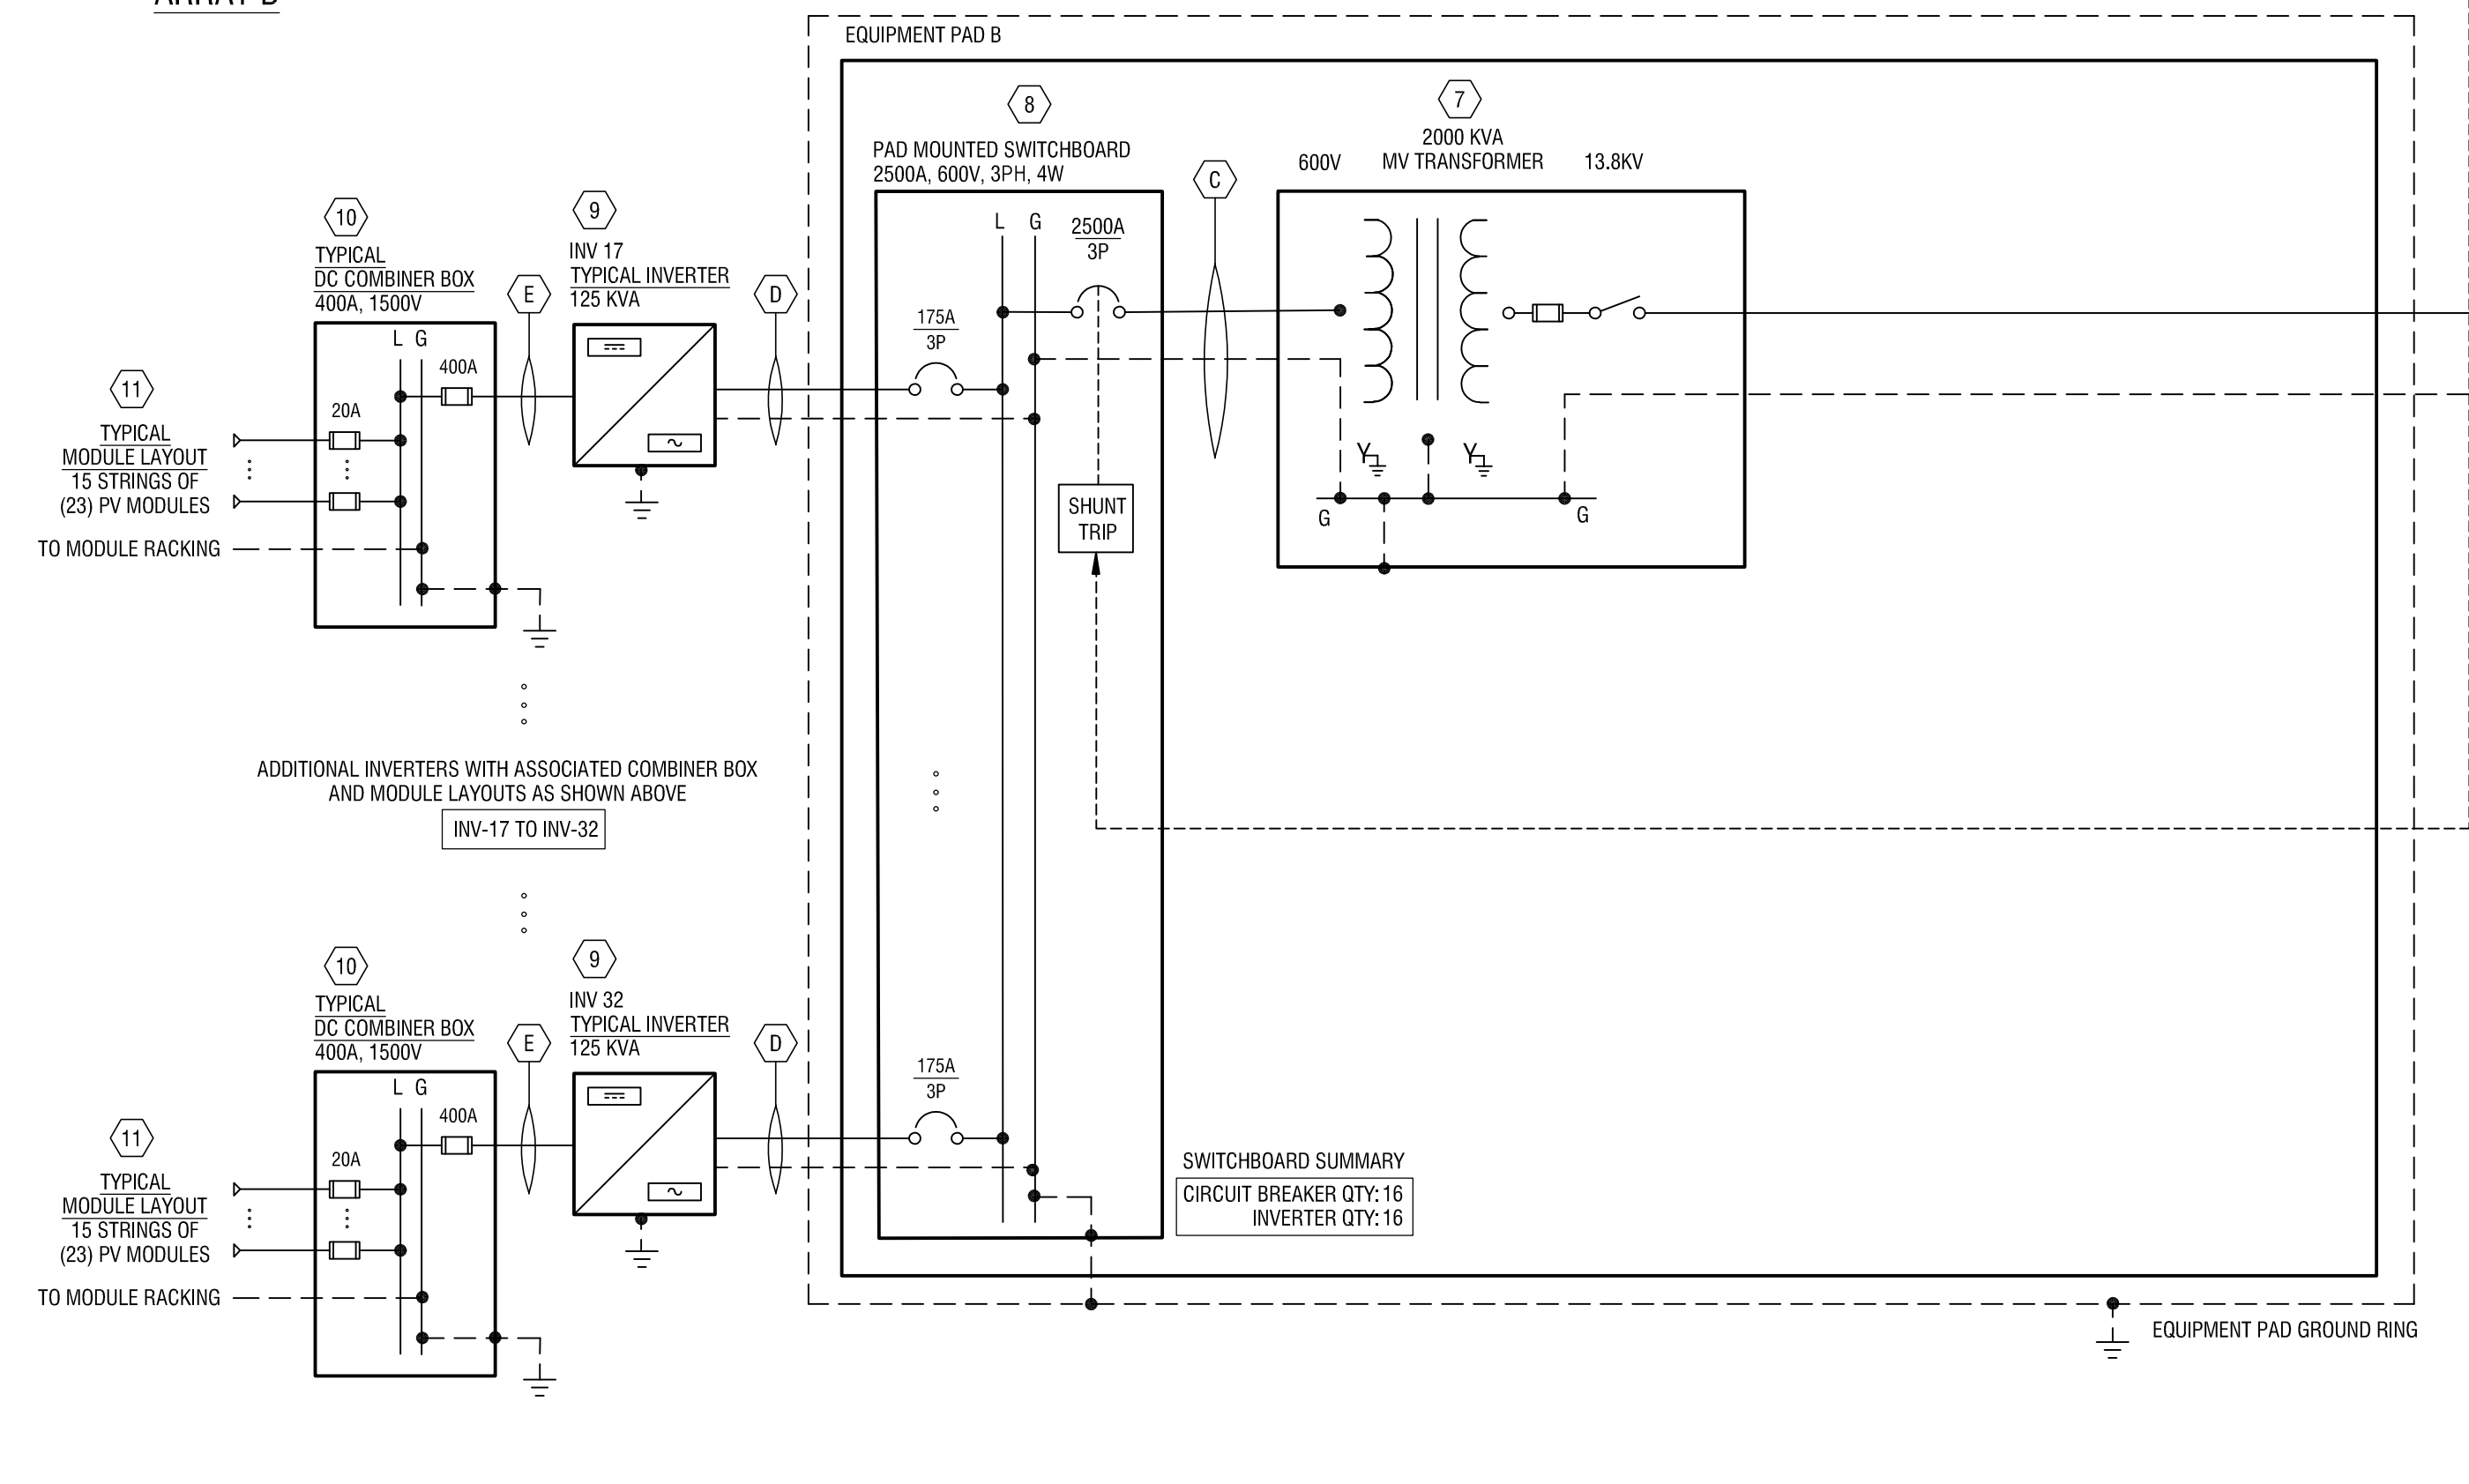 EQUIPMENT PAD B
8
PAD MOUNTED SWITCHBOARD
2500A, 600V, 3PH, 4W
7
2000 KVA
600V MV TRANSFORMER 13.8KV
C
L G 2500A
3P
175A
3P
SHUNT
TRIP
G
G
10
TYPICAL
DC COMBINER BOX
400A, 1500V
E
9
INV 17
TYPICAL INVERTER
125 KVA
D
L G
400A
20A
11
TYPICAL
MODULE LAYOUT
15 STRINGS OF
(23) PV MODULES
TO MODULE RACKING
ADDITIONAL INVERTERS WITH ASSOCIATED COMBINER BOX
AND MODULE LAYOUTS AS SHOWN ABOVE
INV-17 TO INV-32
10
TYPICAL
DC COMBINER BOX
400A, 1500V
E
9
INV 32
TYPICAL INVERTER
125 KVA
D
L G
400A
20A
11
TYPICAL
MODULE LAYOUT
15 STRINGS OF
(23) PV MODULES
TO MODULE RACKING
175A
3P
SWITCHBOARD SUMMARY
CIRCUIT BREAKER QTY: 16
INVERTER QTY: 16
EQUIPMENT PAD GROUND RING